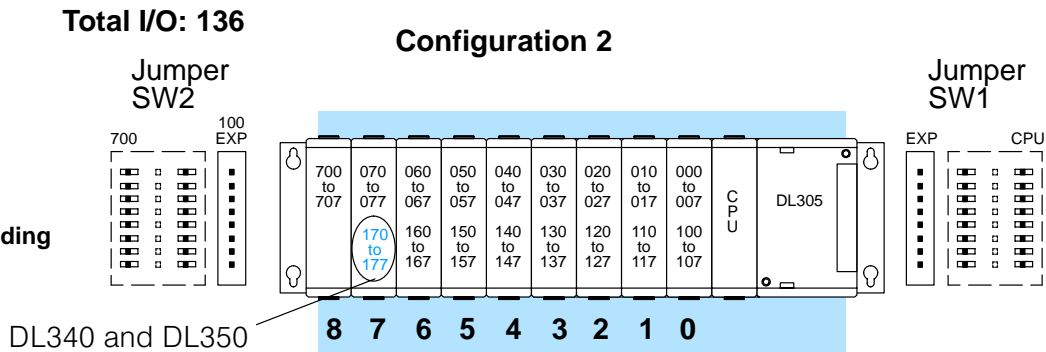 Total I/O: 136
Configuration 2
Jumper
SW2
Jumper
SW1
700
100
EXP
EXP
CPU
700 to 707
070 to 077
060 to 067
050 to 057
040 to 047
030 to 037
020 to 027
010 to 017
000 to 007
CPU
DL305
170 to 177
160 to 167
150 to 157
140 to 147
130 to 137
120 to 127
110 to 117
100 to 107
ding
DL340 and DL350
8 7 6 5 4 3 2 1 0